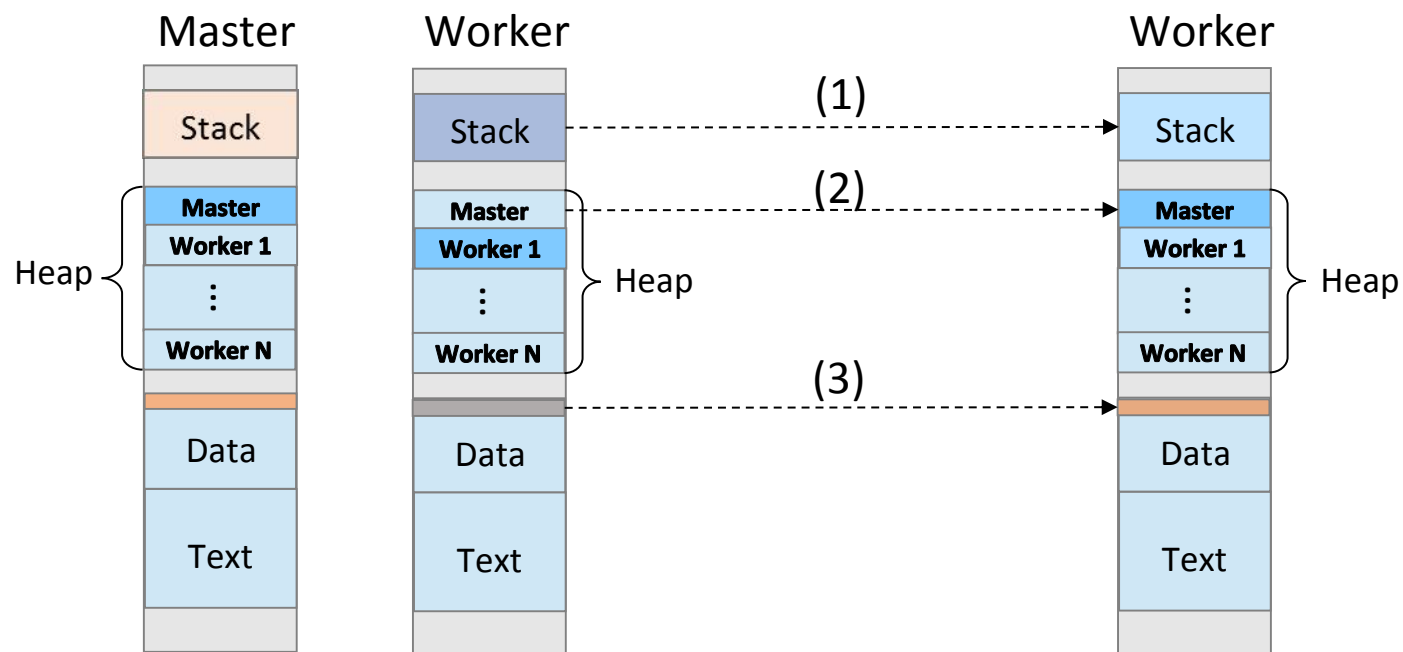 Master
Worker
Worker
Stack
Stack
(1)
Stack
Master
Worker 1
⋮
Worker N
Heap
Master
Worker 1
⋮
Worker N
Heap
(2)
Master
Worker 1
⋮
Worker N
Heap
(3)
Data
Data
Data
Text
Text
Text